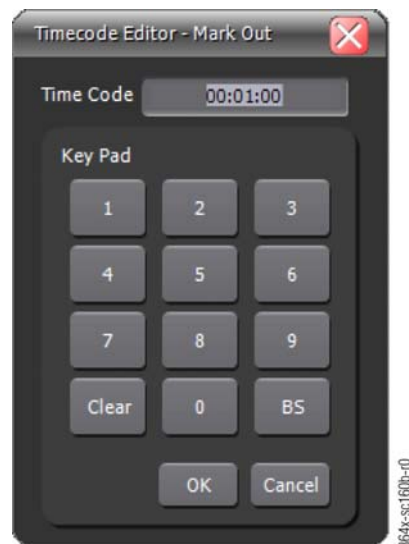 Timecode Editor - Mark Out
Time Code 00:01:00
Key Pad
1 2 3
4 5 6
7 8 9
Clear 0 BS
OK Cancel